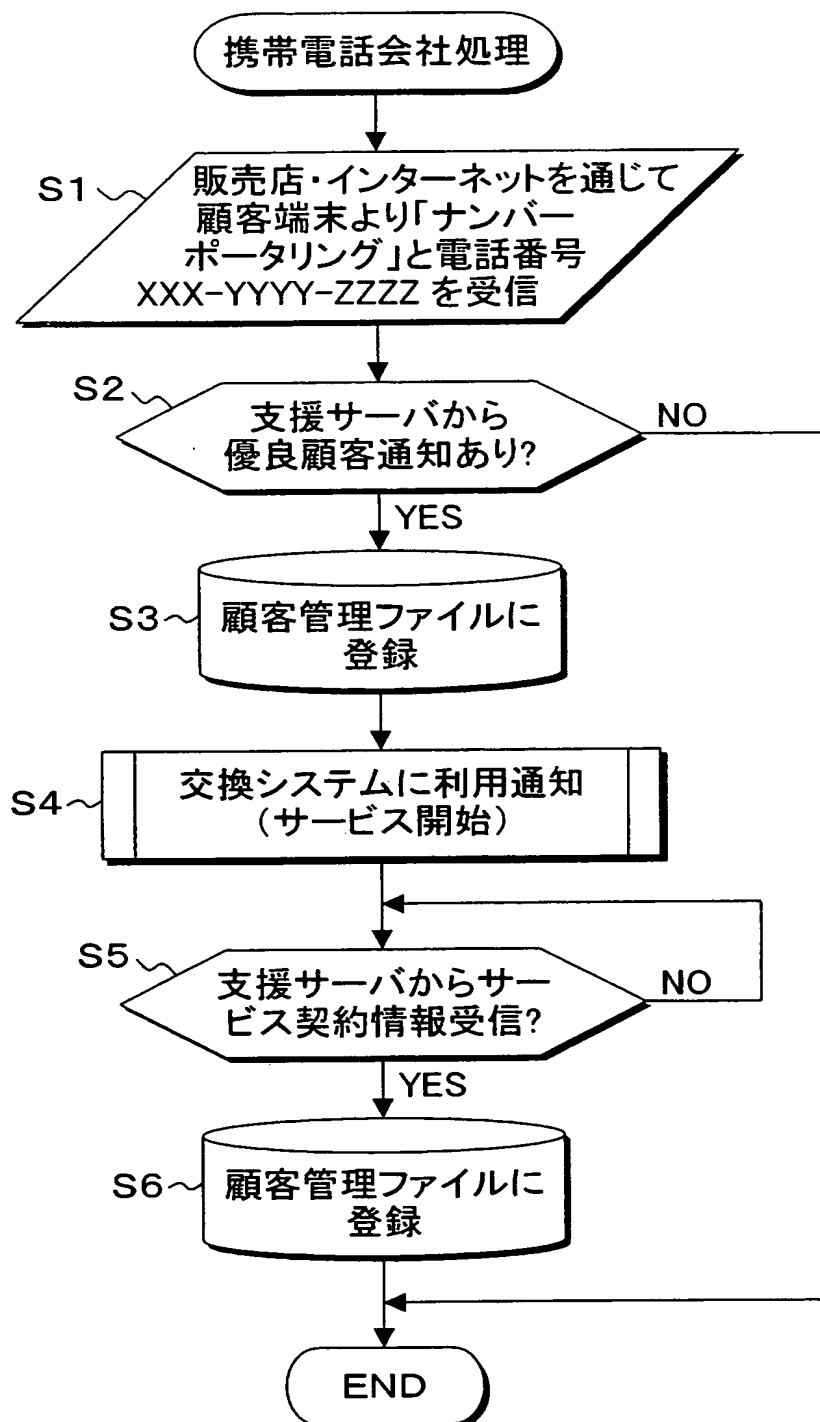 携帯電話会社処理
S1
販売店・インターネットを通じて
顧客端末より「ナンバー
ポータリング」と電話番号
XXX-YYYY-ZZZZ を受信
S2
支援サーバから
優良顧客通知あり?
NO
YES
S3
顧客管理ファイルに
登録
S4
交換システムに利用通知
(サービス開始)
S5
支援サーバからサー
ビス契約情報受信?
NO
YES
S6
顧客管理ファイルに
登録
END